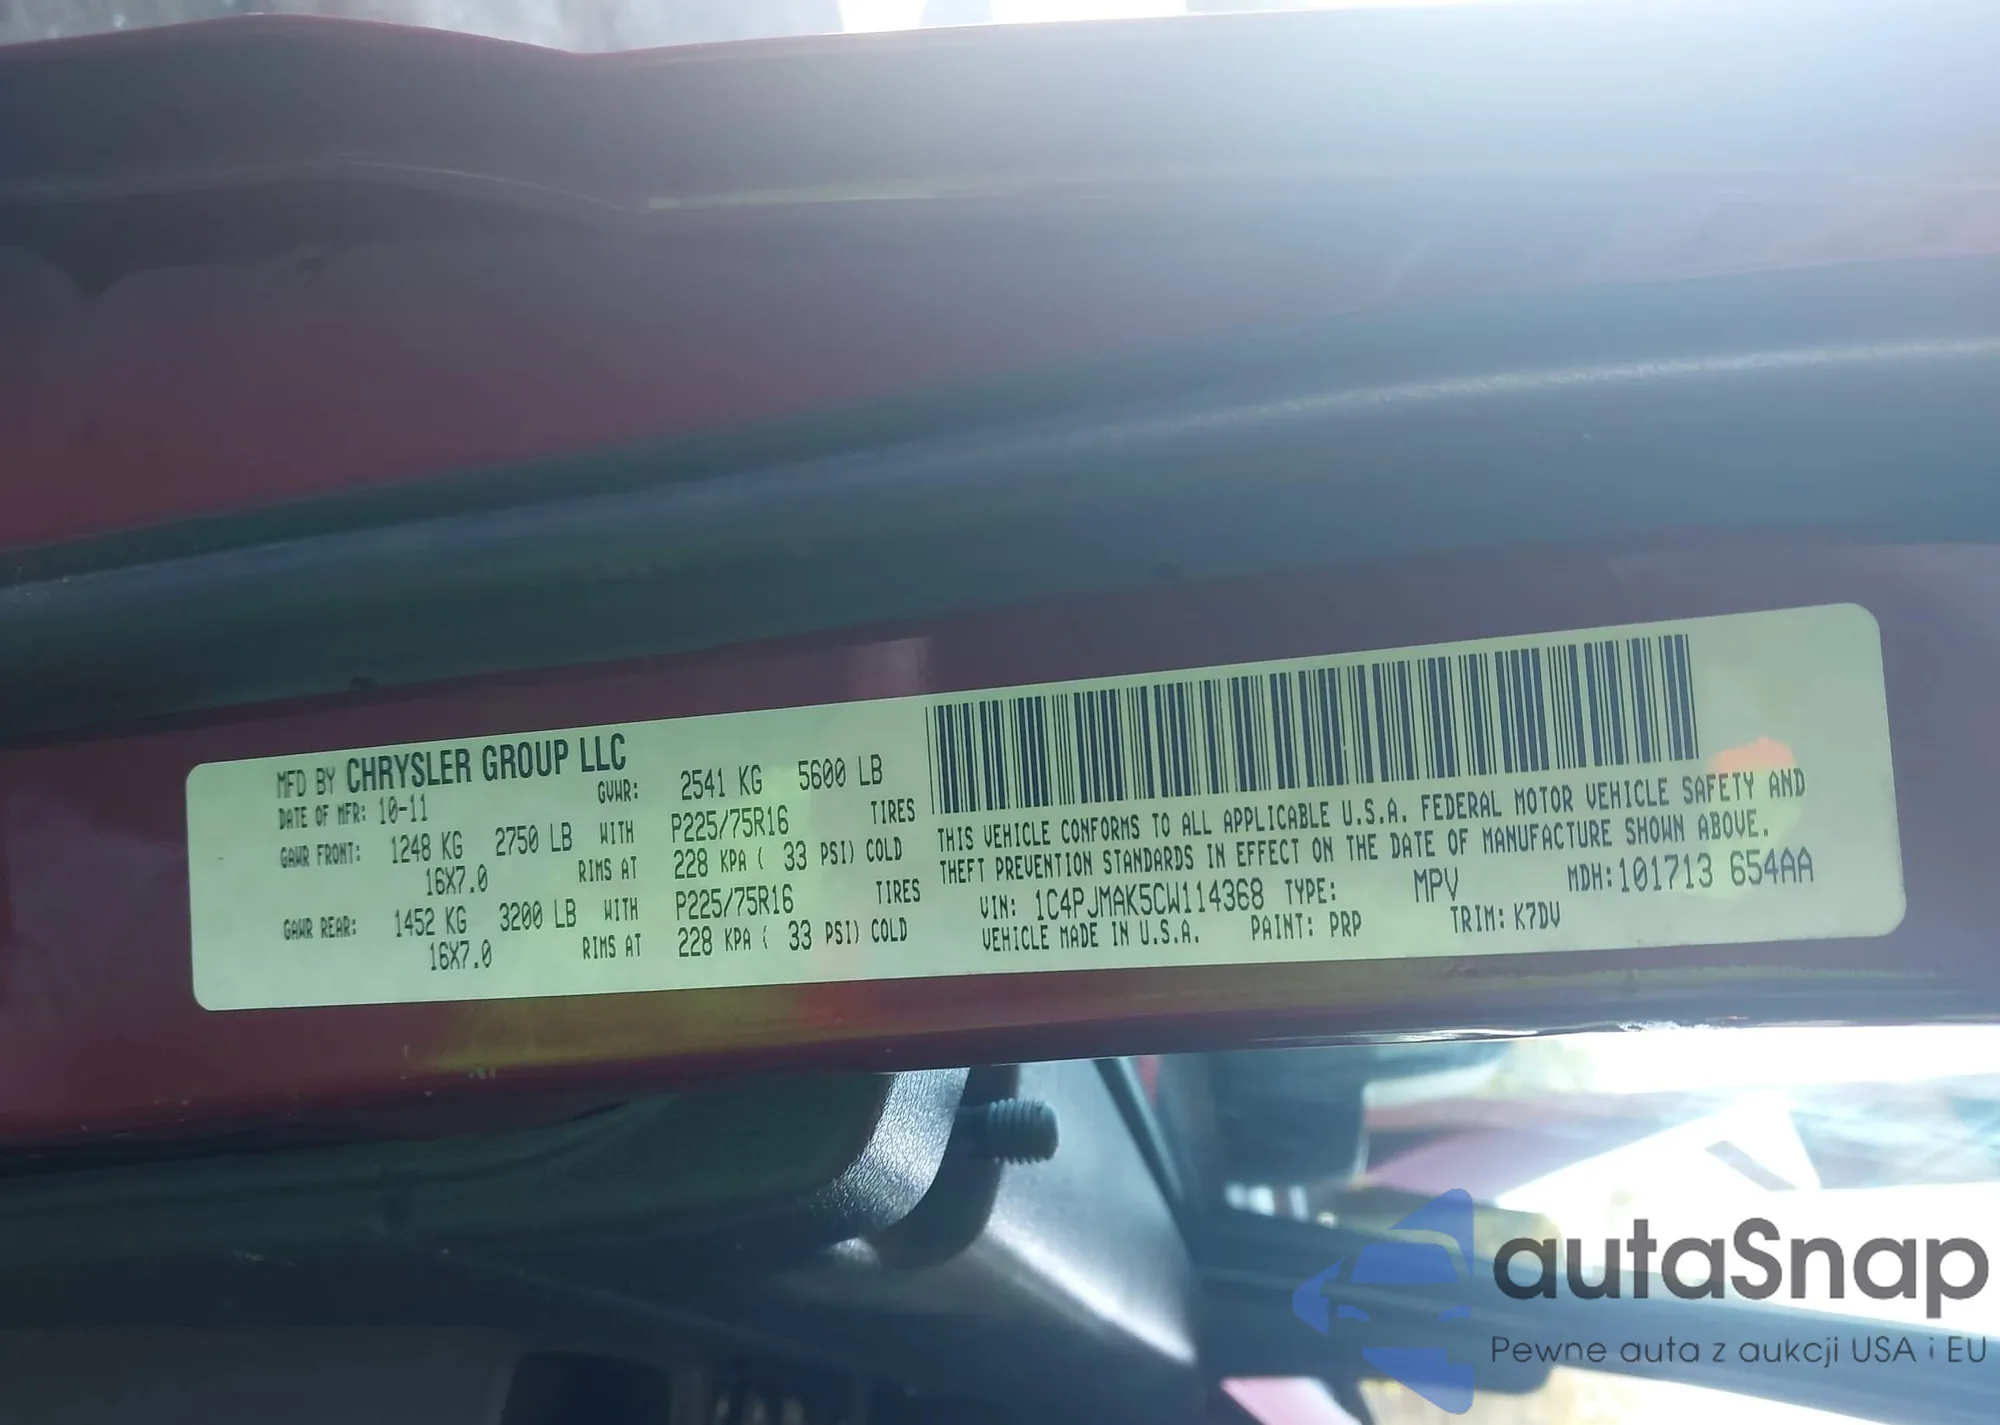 MFD BY CHRYSLER GROUP LLC
DATE OF MFR: 10-11 GVWR: 2541 KG 5600 LB
GAWR FRONT: 1248 KG 2750 LB WITH P225/75R16 TIRES
16X7.0 RIMS AT 228 KPA ( 33 PSI) COLD
GAWR REAR: 1452 KG 3200 LB WITH P225/75R16 TIRES
16X7.0 RIMS AT 228 KPA ( 33 PSI) COLD
THIS VEHICLE CONFORMS TO ALL APPLICABLE U.S.A. FEDERAL MOTOR VEHICLE SAFETY AND
THEFT PREVENTION STANDARDS IN EFFECT ON THE DATE OF MANUFACTURE SHOWN ABOVE.
VIN: 1C4PJMAK5CW114368 TYPE: MPV MDH:101713 654AA
VEHICLE MADE IN U.S.A. PAINT: PRP TRIM: K7DV
autaSnap
Pewne auta z aukcji USA i EU